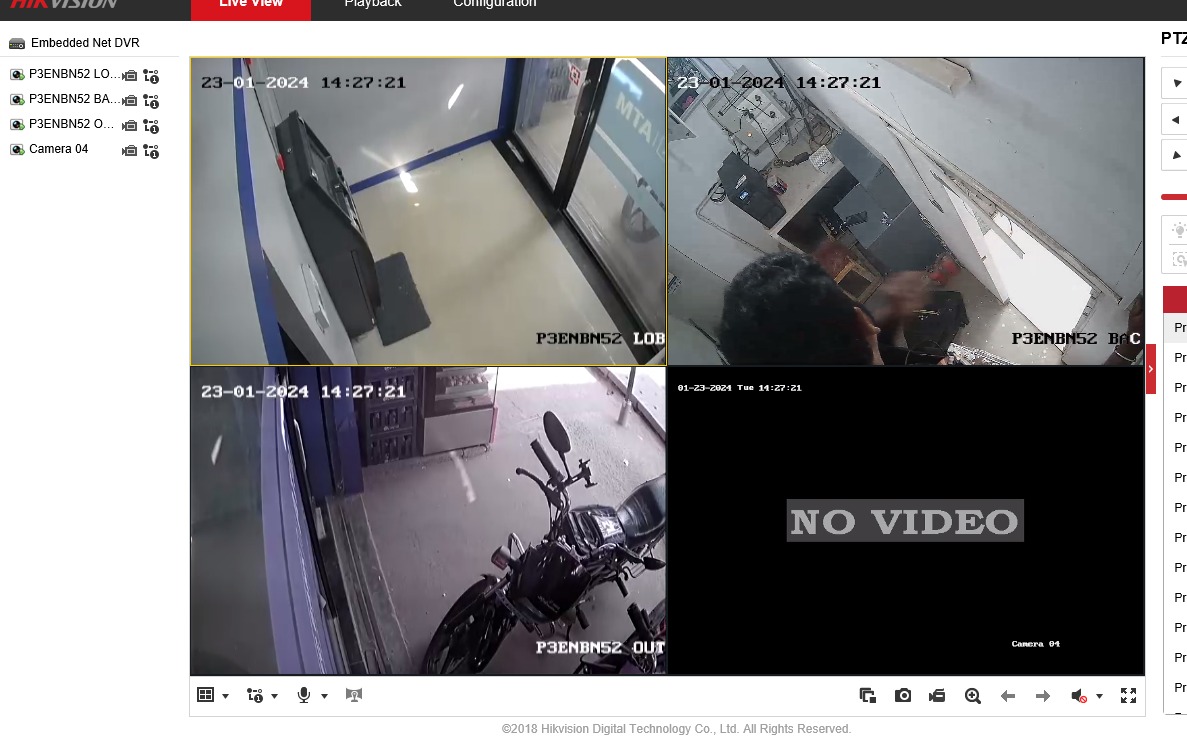 HIKVISION
Live View
Playback
Configuration
Embedded Net DVR
PTZ
P3ENBN52 LO...
P3ENBN52 BA...
P3ENBN52 O...
Camera 04
23-01-2024 14:27:21
MTA
P3ENBN52 LOB
23-01-2024 14:27:21
P3ENBN52 BAC
23-01-2024 14:27:21
P3ENBN52 OUT
01-23-2024 Tue 14:27:21
NO VIDEO
Camera 04
Pr
Pr
Pr
Pr
Pr
Pr
Pr
Pr
Pr
Pr
Pr
Pr
Pr
©2018 Hikvision Digital Technology Co., Ltd. All Rights Reserved.